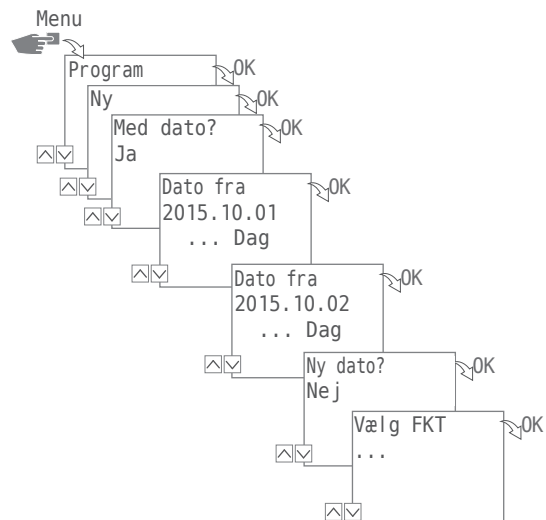 Menu
Program
OK
Ny
OK
Med dato?
OK
Ja
Dato fra
OK
2015.10.01
... Dag
Dato fra
OK
2015.10.02
... Dag
Ny dato?
OK
Nej
Vælg FKT
OK
...